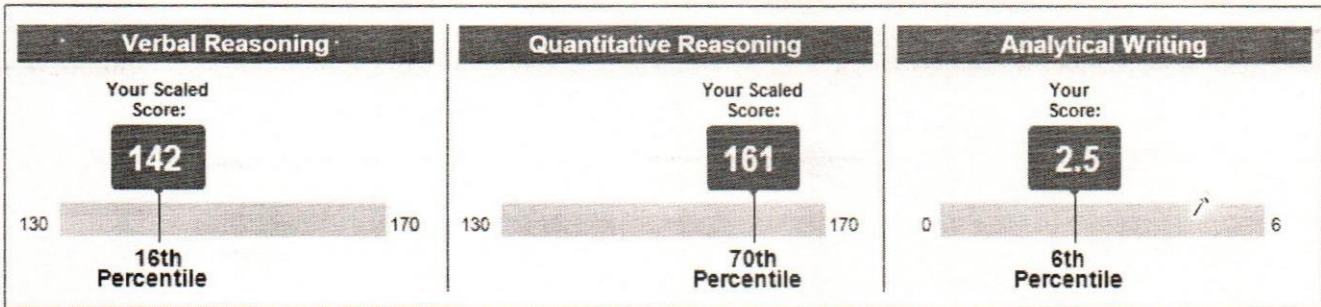 Verbal Reasoning
Your Scaled
Score:
142
130
170
16th
Percentile
Quantitative Reasoning
Your Scaled
Score:
161
130
170
70th
Percentile
Analytical Writing
Your
Score:
2.5
0
6
6th
Percentile